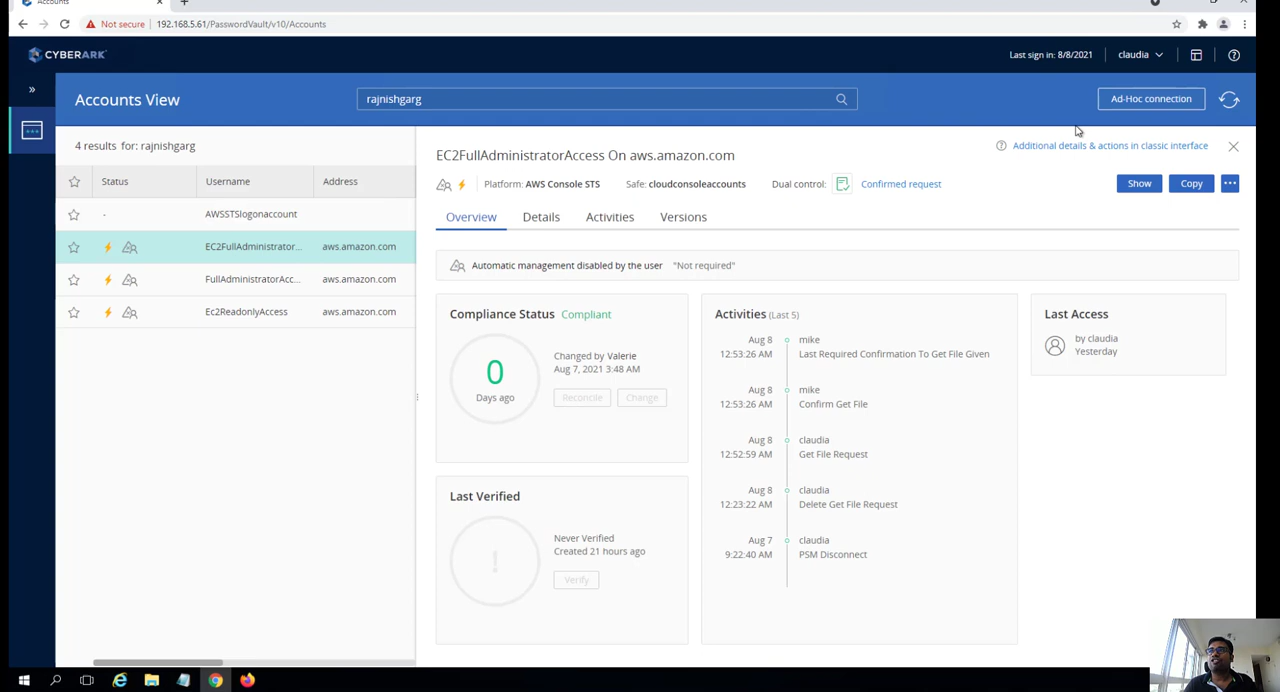 Accounts
Not secure 192.168.5.61/PasswordVault/v10/Accounts
CYBERARK
Last sign in: 8/8/2021 claudia
Accounts View rajnishgarg Ad-Hoc connection
4 results for: rajnishgarg
Additional details & actions in classic interface
EC2FullAdministratorAccess On aws.amazon.com
Status Username Address
Platform: AWS Console STS Safe: cloudconsoleaccounts Dual control: Confirmed request Show Copy
- AWSSTSlogonaccount
EC2FullAdministrator... aws.amazon.com
FullAdministratorAcc... aws.amazon.com
Ec2ReadonlyAccess aws.amazon.com
Overview Details Activities Versions
Automatic management disabled by the user "Not required"
Compliance Status Compliant
0
Days ago
Changed by Valerie
Aug 7, 2021 3:48 AM
Reconcile Change
Last Verified
!
Never Verified
Created 21 hours ago
Verify
Activities (Last 5)
Aug 8 mike
12:53:26 AM Last Required Confirmation To Get File Given
Aug 8 mike
12:53:26 AM Confirm Get File
Aug 8 claudia
12:52:59 AM Get File Request
Aug 8 claudia
12:23:22 AM Delete Get File Request
Aug 7 claudia
9:22:40 AM PSM Disconnect
Last Access
by claudia
Yesterday